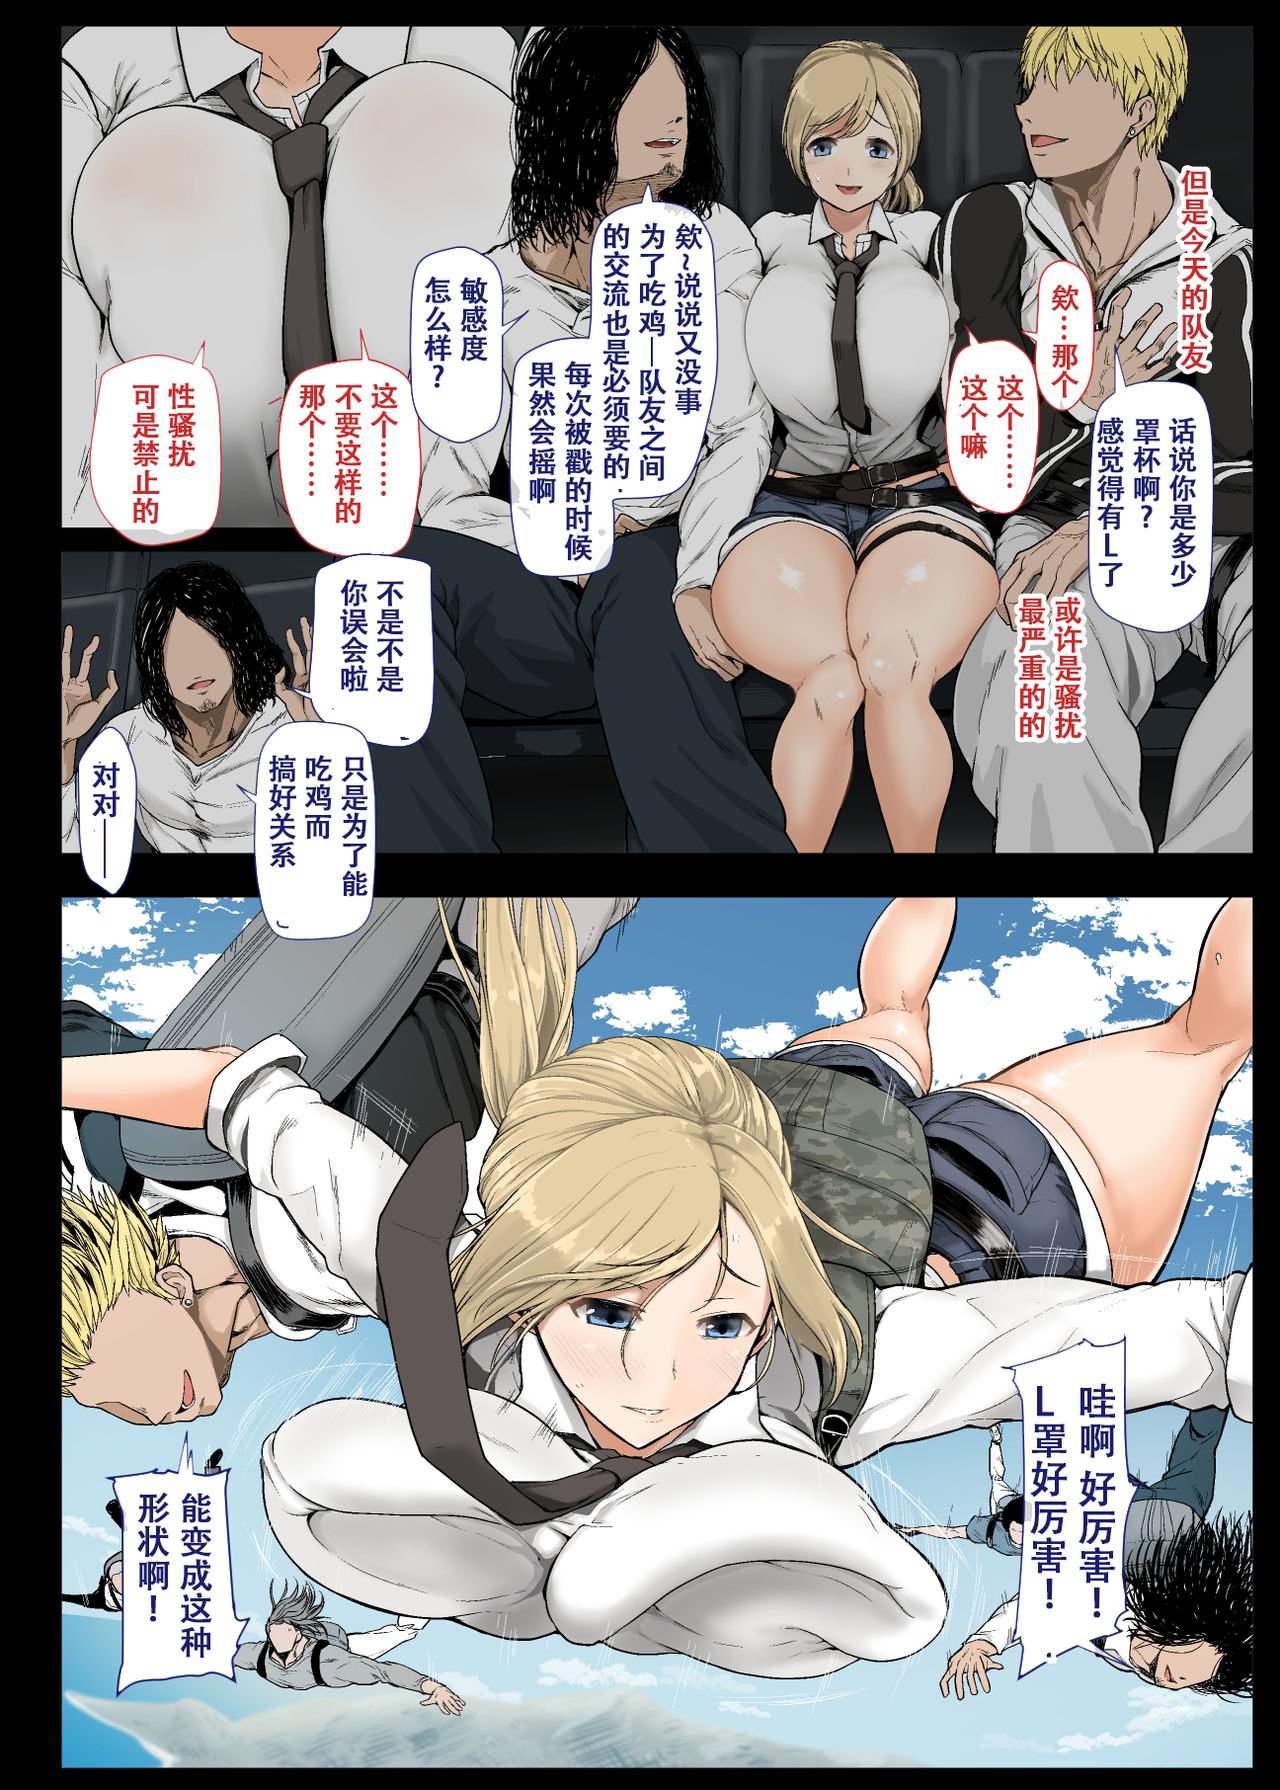 但是今天的队友
话说你是多少
罩杯啊？
感觉得有L了
欸…那个
这个……
这个嘛
或许是骚扰
最严重的的
欸~说说又没事
为了吃鸡—队友之间
的交流也是必须要的.
每次被戳的时候
果然会摇啊
敏感度
怎么样？
这个……
不要这样的
那个……
性骚扰
可是禁止的
不是不是
你误会啦
只是为了能
吃鸡而
搞好关系
对对——
哇啊 好厉害！
L罩好厉害！
能变成这种
形状啊！